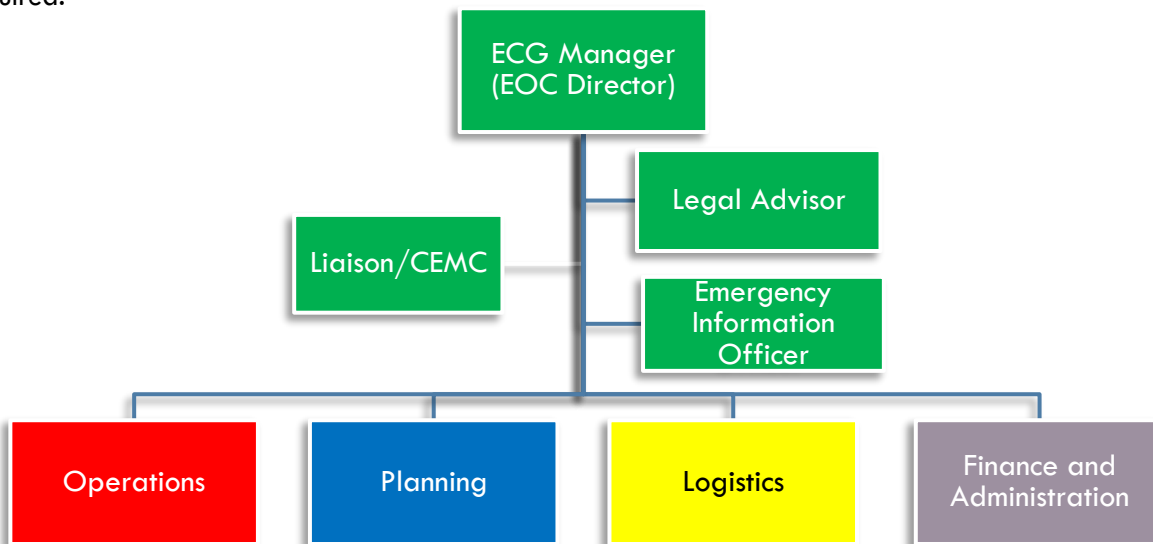 ECG Manager
(EOC Director)
Legal Advisor
Liaison/CEMC
Emergency
Information
Officer
Operations
Planning
Logistics
Finance and
Administration